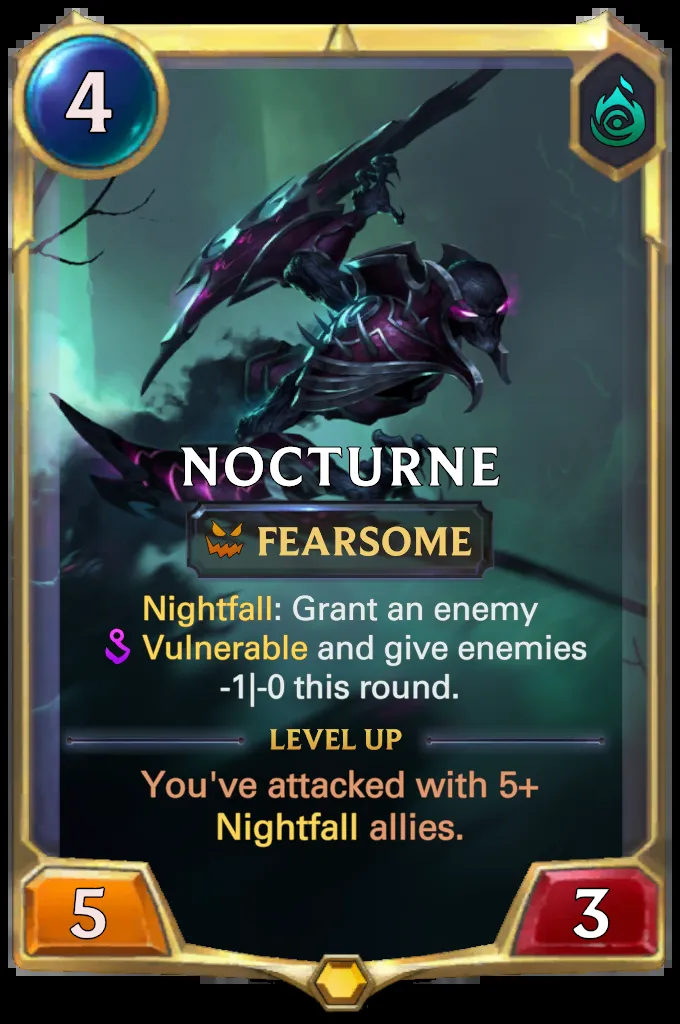 4
NOCTURNE
FEARSOME
Nightfall: Grant an enemy
Vulnerable and give enemies
-1|-0 this round.
LEVEL UP
You've attacked with 5+
Nightfall allies.
5
3